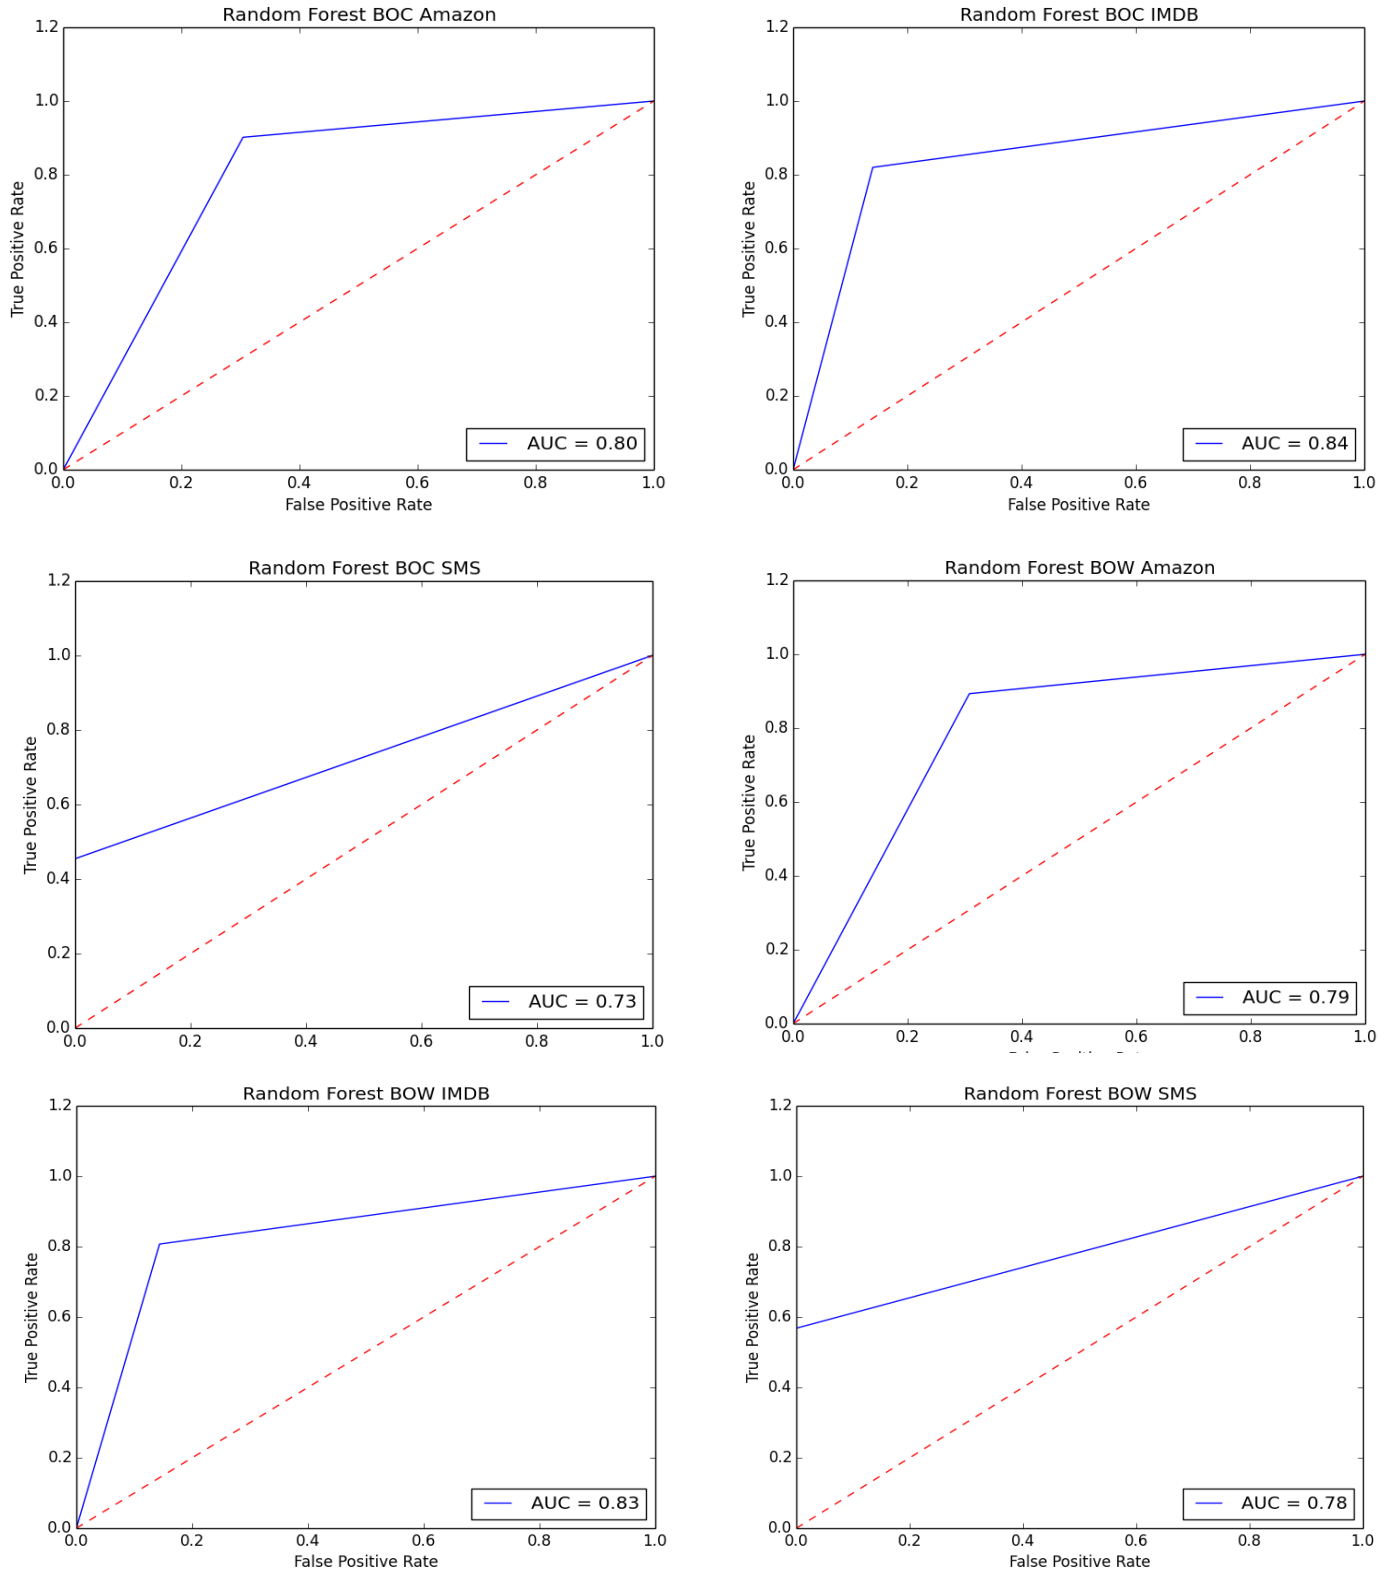 Random Forest BOC Amazon
1.2
1.0
0.8
0.6
0.4
0.2
0.0
True Positive Rate
AUC = 0.80
0.0 0.2 0.4 0.6 0.8 1.0
False Positive Rate
Random Forest BOC IMDB
1.2
1.0
0.8
0.6
0.4
0.2
0.0
True Positive Rate
AUC = 0.84
0.0 0.2 0.4 0.6 0.8 1.0
False Positive Rate
Random Forest BOC SMS
1.2
1.0
0.8
0.6
0.4
0.2
0.0
True Positive Rate
AUC = 0.73
0.0 0.2 0.4 0.6 0.8 1.0
Random Forest BOW Amazon
1.2
1.0
0.8
0.6
0.4
0.2
0.0
True Positive Rate
AUC = 0.79
0.0 0.2 0.4 0.6 0.8 1.0
Random Forest BOW IMDB
1.2
1.0
0.8
0.6
0.4
0.2
0.0
True Positive Rate
AUC = 0.83
0.0 0.2 0.4 0.6 0.8 1.0
False Positive Rate
Random Forest BOW SMS
1.2
1.0
0.8
0.6
0.4
0.2
0.0
True Positive Rate
AUC = 0.78
0.0 0.2 0.4 0.6 0.8 1.0
False Positive Rate